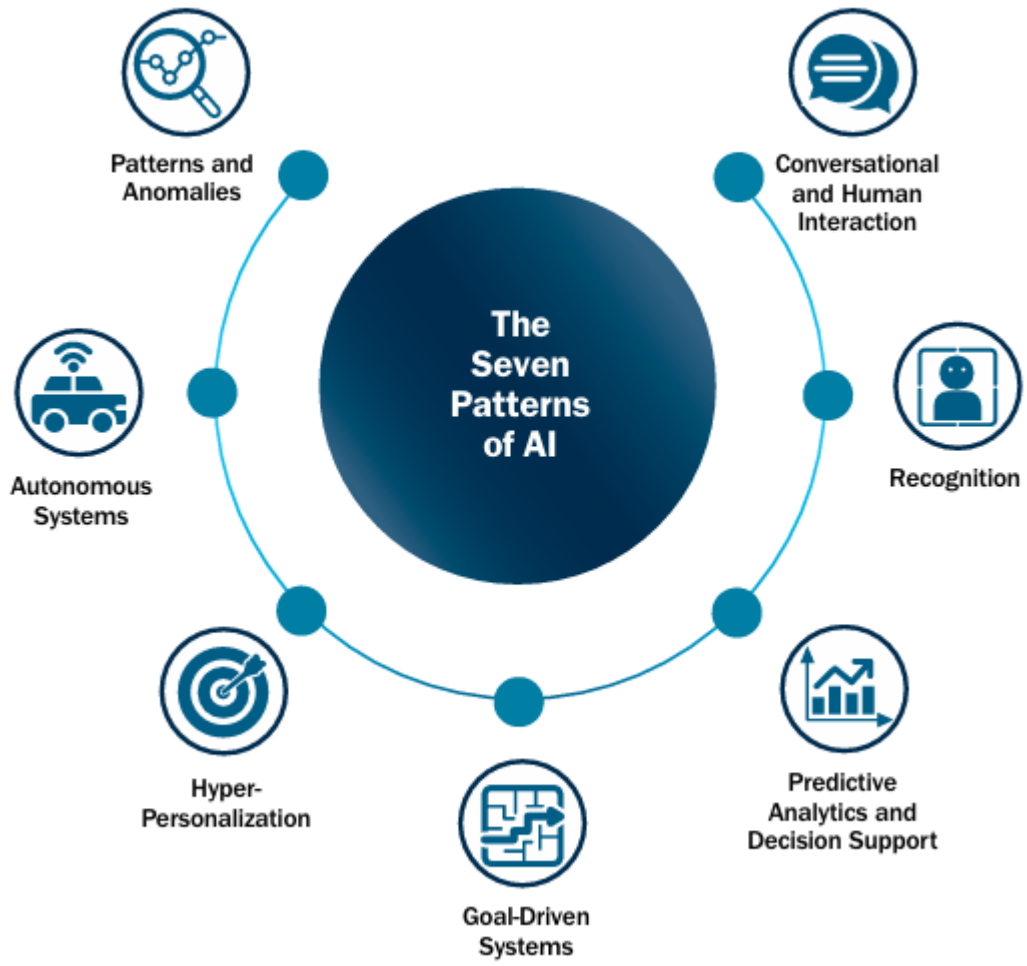 Patterns and
Anomalies
Conversational
and Human
Interaction
The
Seven
Patterns
of AI
Autonomous
Systems
Recognition
Hyper-
Personalization
Predictive
Analytics and
Decision Support
Goal-Driven
Systems